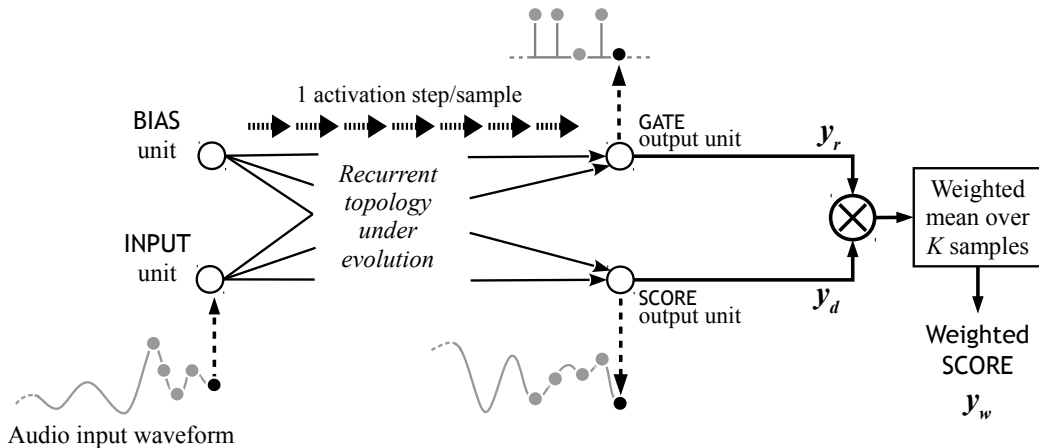 1 activation step/sample
BIAS
unit
GATE
output unit
y_r
Recurrent
topology
under
evolution
Weighted
mean over
K samples
INPUT
unit
SCORE
output unit
y_d
Weighted
SCORE
y_w
Audio input waveform